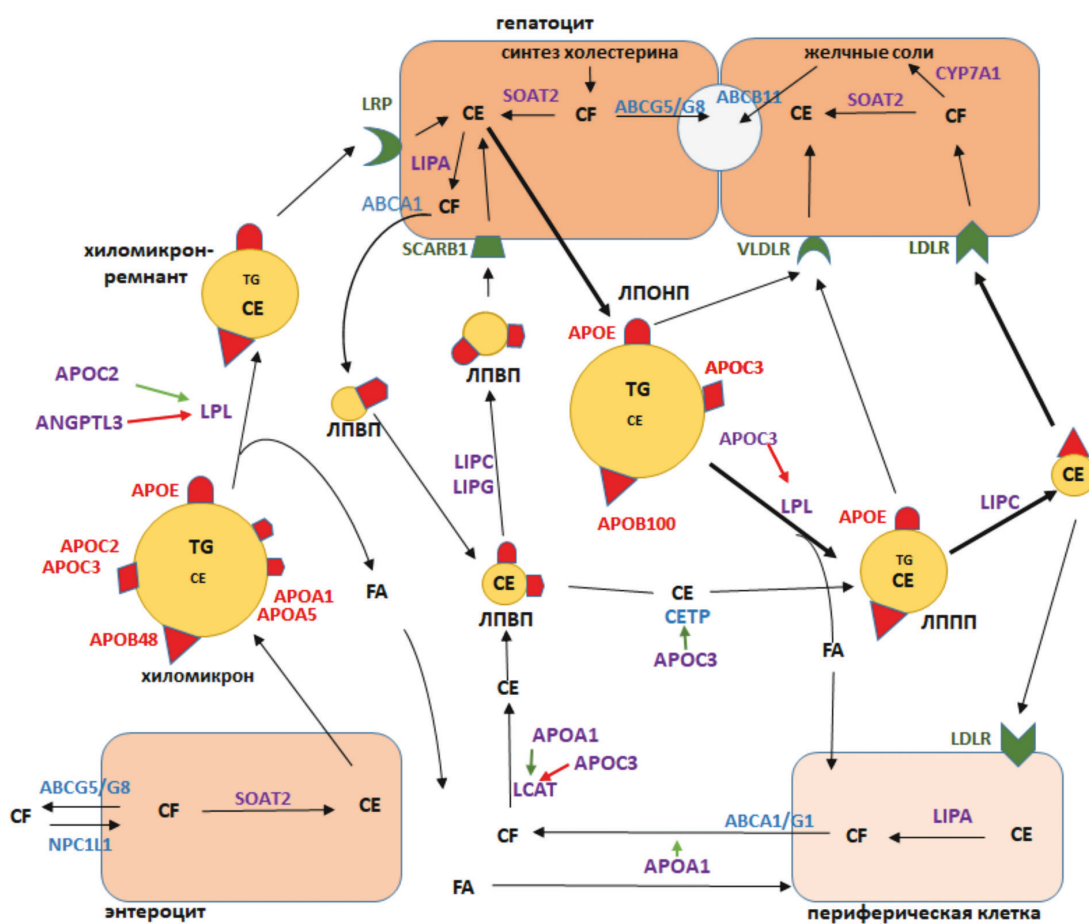 гепатоцит
синтез холестерина
желчные соли
CYP7A1
LRP
SOAT2
ABCG5/G8
ABCB11
SOAT2
CE
CF
CE
CF
LIPA
ABCA1
CF
SCARB1
VLDLR
LDLR
хиломикрон-
ремнант
TG
CE
ЛПОНП
APOE
APOC3
ЛПВП
TG
CE
APOC2
ANGPTL3
LPL
ЛПВП
APOC3
LIPC
LIPG
CE
LIPC
LPL
APOE
APOB100
APOE
APOC2
APOC3
TG
CE
TG
CE
CE
FA
CE
CETP
APOA1
APOA5
ЛПВП
ЛППП
APOB48
APOC3
FA
хиломикрон
CE
APOA1
APOC3
LDLR
LCAT
ABCG5/G8
SOAT2
CE
CF
CF
NPC1L1
ABCA1/G1
LIPA
CF
CF
CE
APOA1
FA
энтероцит
периферическая клетка